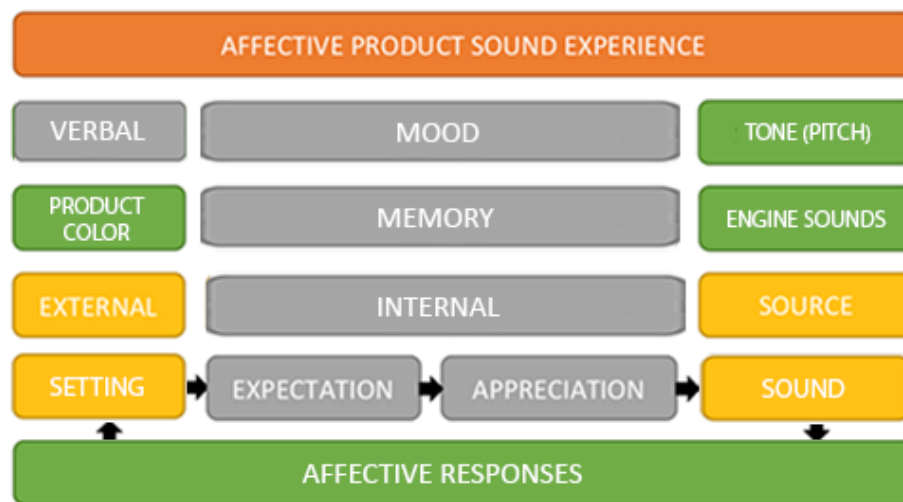 AFFECTIVE PRODUCT SOUND EXPERIENCE
VERBAL
MOOD
TONE (PITCH)
PRODUCT
COLOR
MEMORY
ENGINE SOUNDS
EXTERNAL
INTERNAL
SOURCE
SETTING
EXPECTATION
APPRECIATION
SOUND
AFFECTIVE RESPONSES